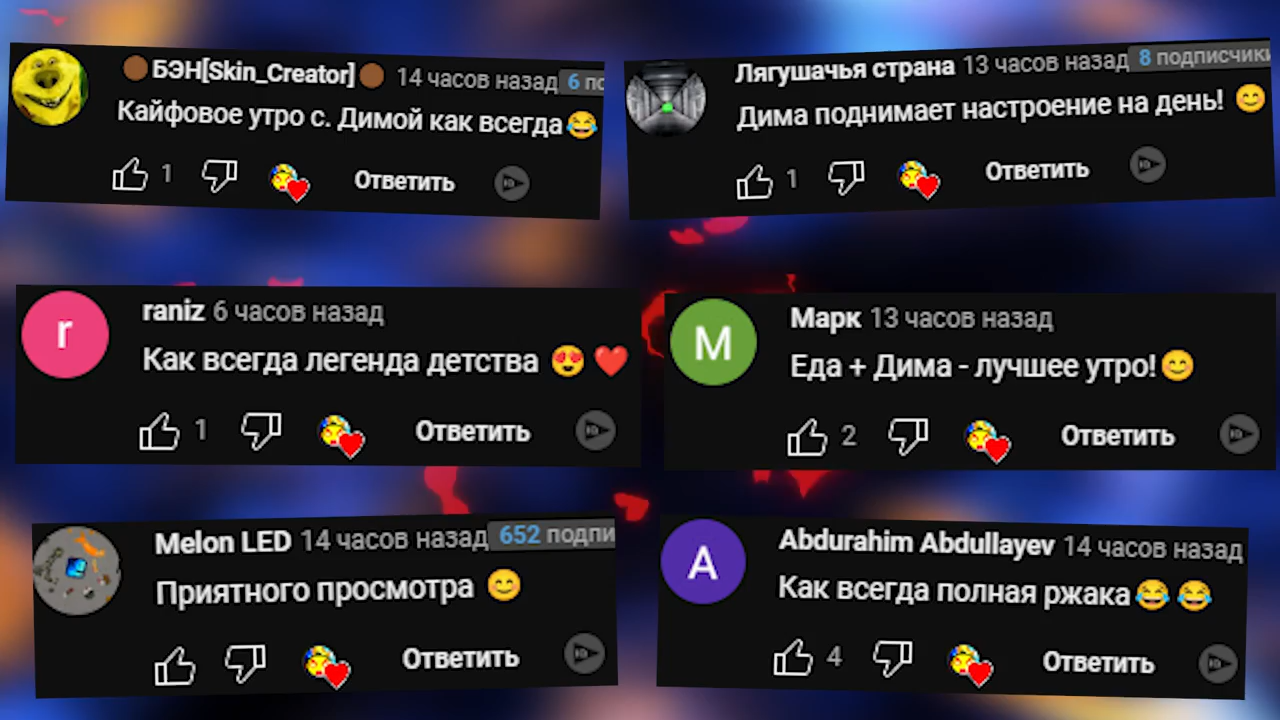 БЭН[Skin_Creator] 14 часов назад 6 по
Кайфовое утро с. Димой как всегда😂
1 Ответить
Лягушачья страна 13 часов назад 8 подписчики
Дима поднимает настроение на день! 😊
1 Ответить
r
raniz 6 часов назад
Как всегда легенда детства 😍❤️
1 Ответить
М
Марк 13 часов назад
Еда + Дима - лучшее утро!😊
2 Ответить
Melon LED 14 часов назад 652 подпи
Приятного просмотра 😊
Ответить
A
Abdurahim Abdullayev 14 часов назад
Как всегда полная ржака😂 😂
4 Ответить